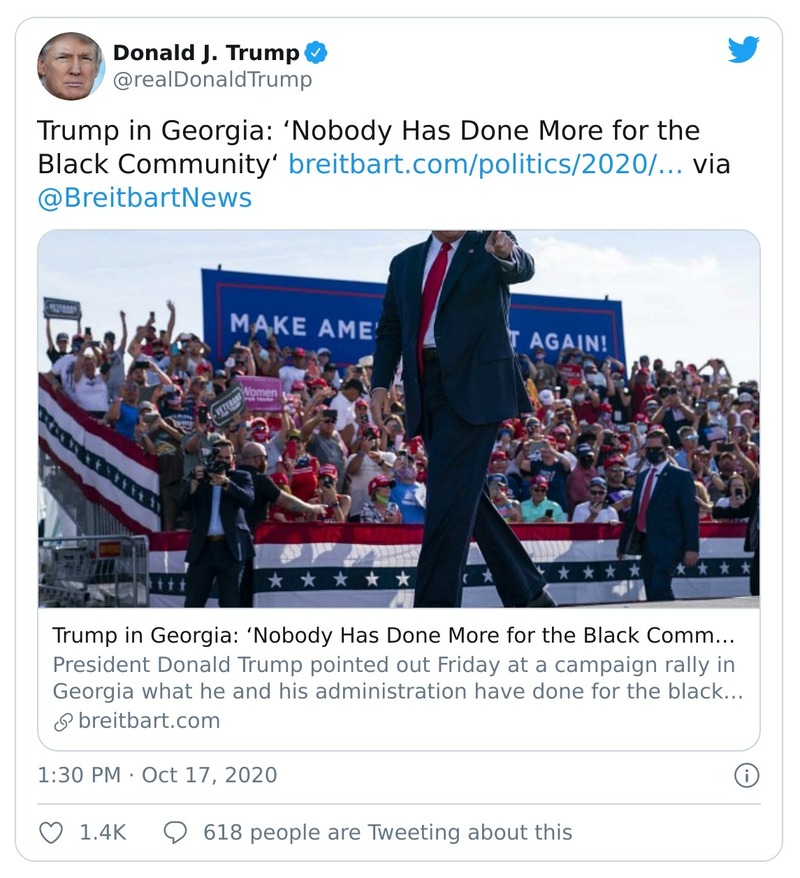 Donald J. Trump
@realDonaldTrump
Trump in Georgia: ‘Nobody Has Done More for the
Black Community‘ breitbart.com/politics/2020/… via
@BreitbartNews
MAKE AME
T AGAIN!
Women
VETERANS
Trump in Georgia: ‘Nobody Has Done More for the Black Comm…
President Donald Trump pointed out Friday at a campaign rally in
Georgia what he and his administration have done for the black…
breitbart.com
1:30 PM · Oct 17, 2020
1.4K
618 people are Tweeting about this